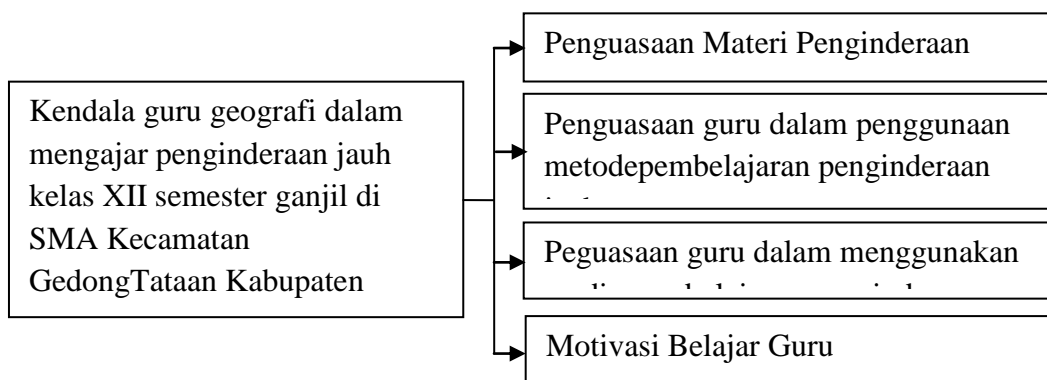 Kendala guru geografi dalam
mengajar penginderaan jauh
kelas XII semester ganjil di
SMA Kecamatan
GedongTataan Kabupaten
Penguasaan Materi Penginderaan
Penguasaan guru dalam penggunaan
metodepembelajaran penginderaan
Peguasaan guru dalam menggunakan
Motivasi Belajar Guru